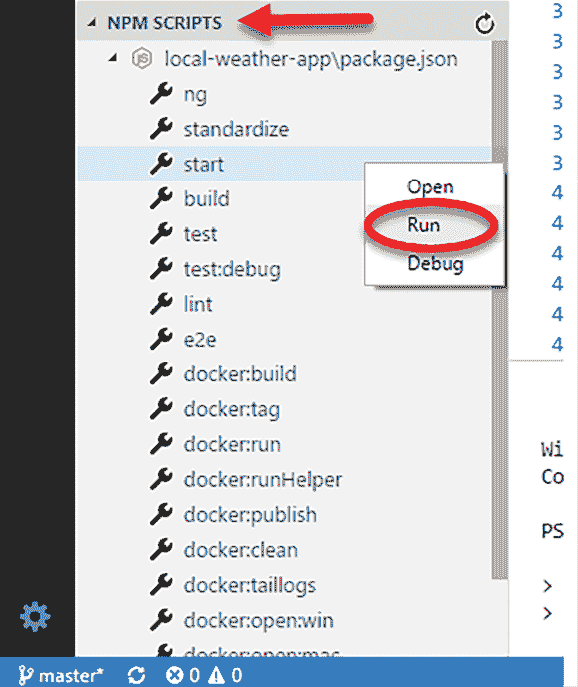 NPM SCRIPTS
local-weather-app\package.json
ng
standardize
start
build
test
test:debug
lint
e2e
docker:build
docker:tag
docker:run
docker:runHelper
docker:publish
docker:clean
docker:taillogs
docker:open:win
docker:open:mac
Open
Run
Debug
3
3
3
3
3
3
4
4
4
4
4
4
Wi
Co
PS
>
>
master*
0
0